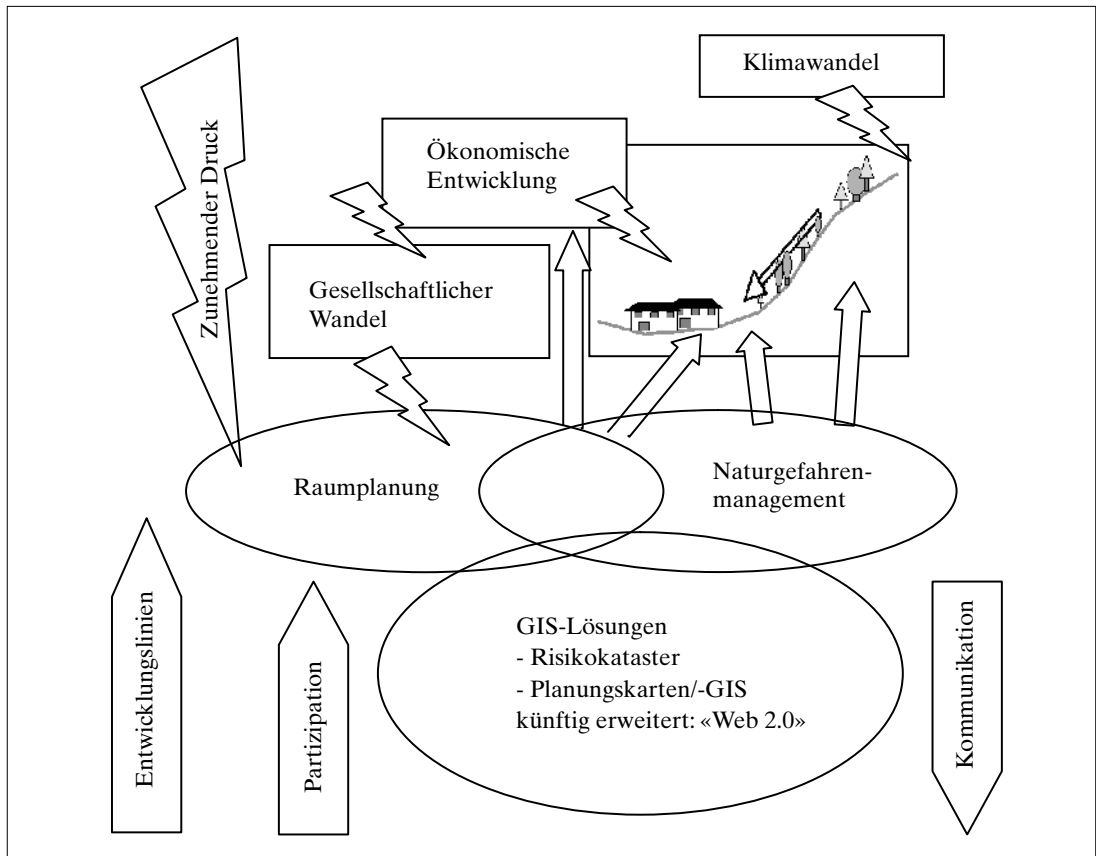 Klimawandel
Zunehmender Druck
Ökonomische
Entwicklung
Gesellschaftlicher
Wandel
Raumplanung
Naturgefahren-
management
GIS-Lösungen
- Risikokataster
- Planungskarten/-GIS
künftig erweitert: «Web 2.0»
Entwicklungslinien
Partizipation
Kommunikation